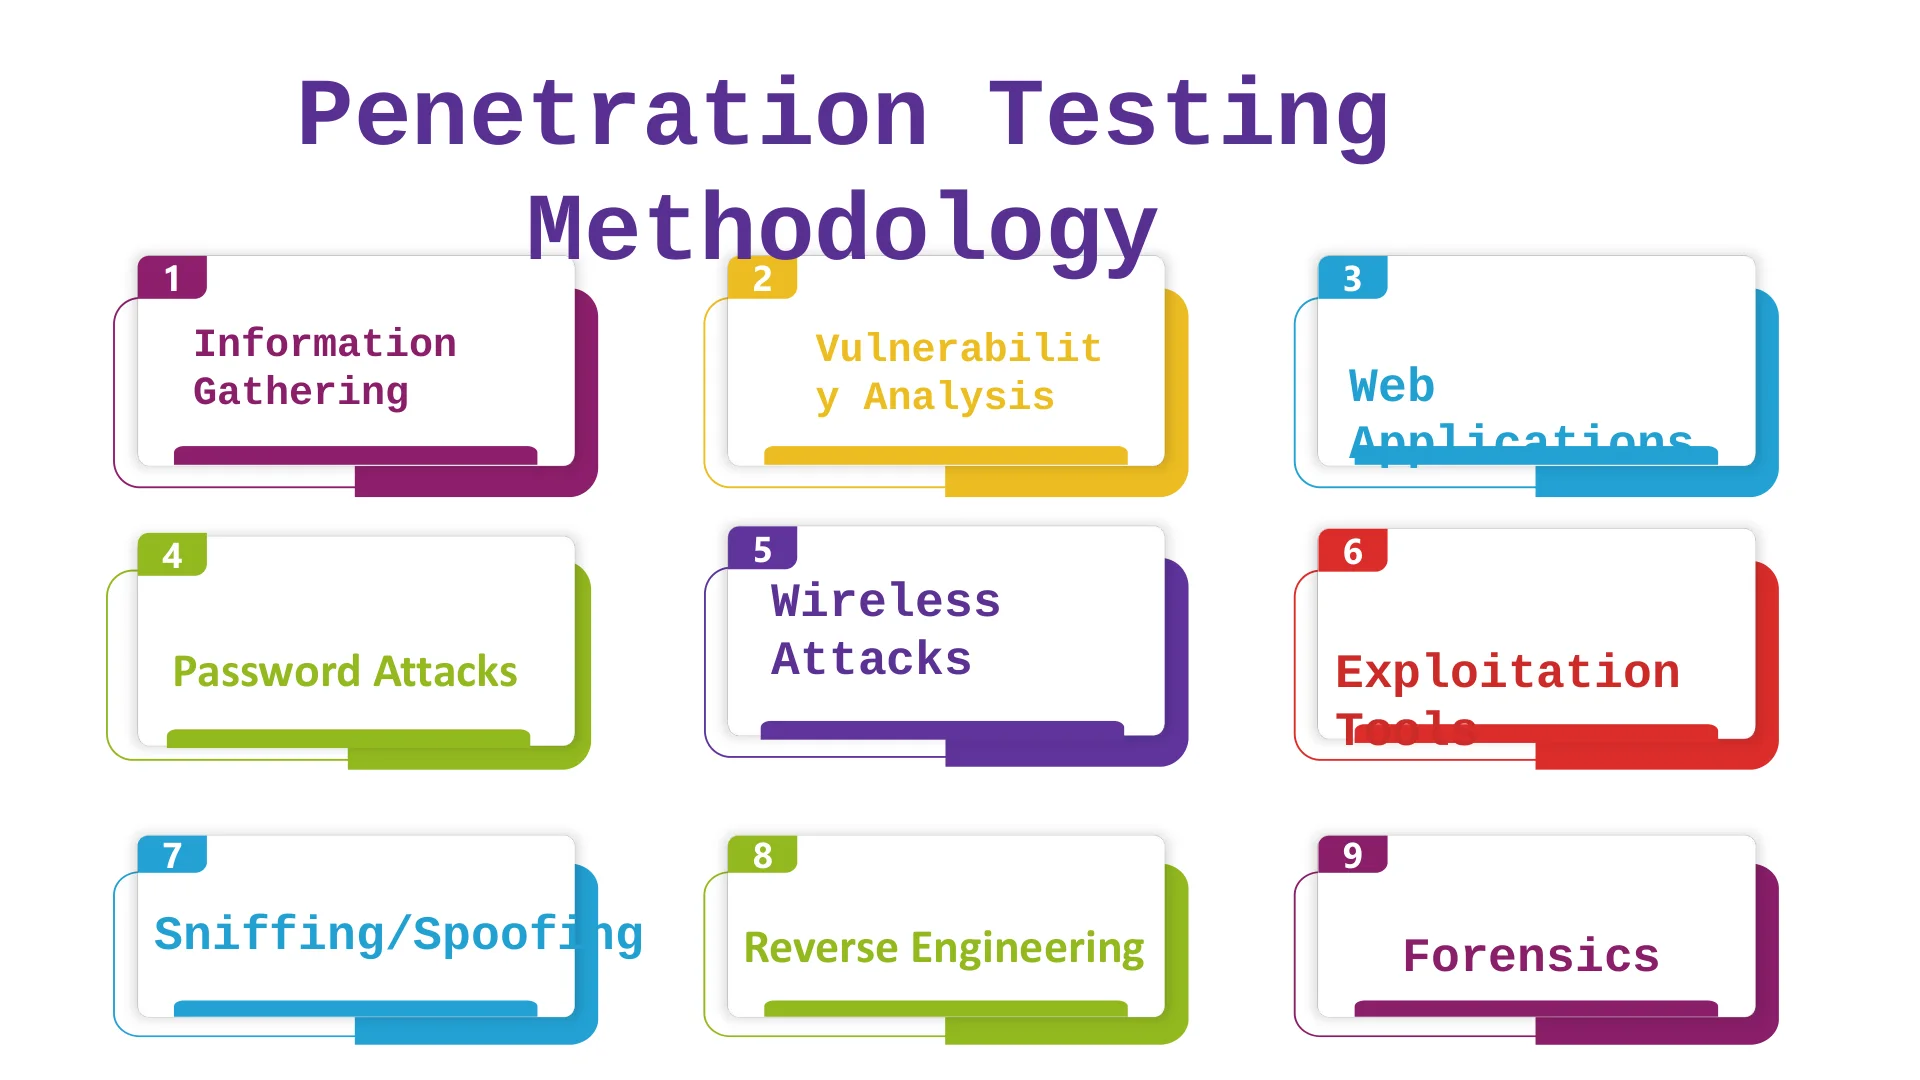 Penetration Testing
Methodology
1
Information
Gathering
2
Vulnerabilit
y Analysis
3
Web
Applications
4
Password Attacks
5
Wireless
Attacks
6
Exploitation
Tools
7
Sniffing/Spoofing
8
Reverse Engineering
9
Forensics